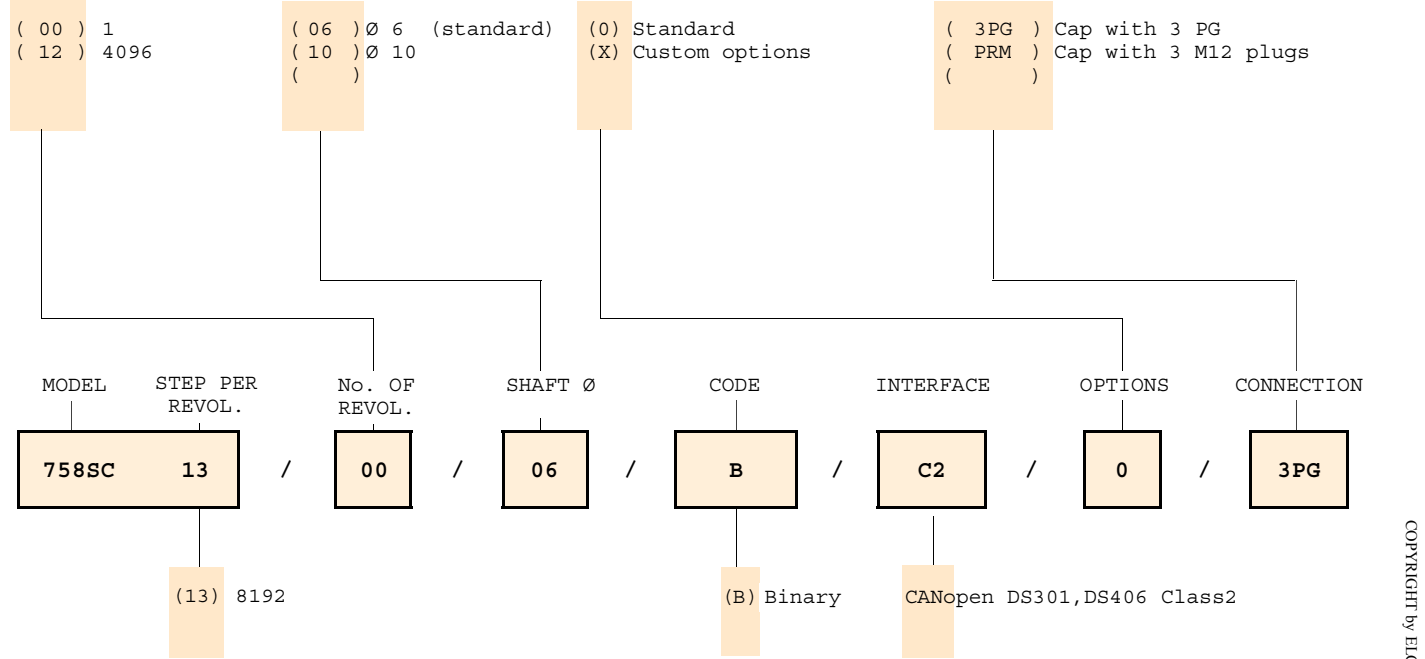 ( 00 ) 1
( 12 ) 4096
( 06 ) Ø 6 (standard)
( 10 ) Ø 10
( )
(0) Standard
(X) Custom options
( 3PG ) Cap with 3 PG
( PRM ) Cap with 3 M12 plugs
( )
MODEL
STEP PER
REVOL.
No. OF
REVOL.
SHAFT Ø
CODE
INTERFACE
OPTIONS
CONNECTION
758SC 13 / 00 / 06 / B / C2 / 0 / 3PG
(13) 8192
(B) Binary
CANopen DS301,DS406 Class2
COPYRIGHT by